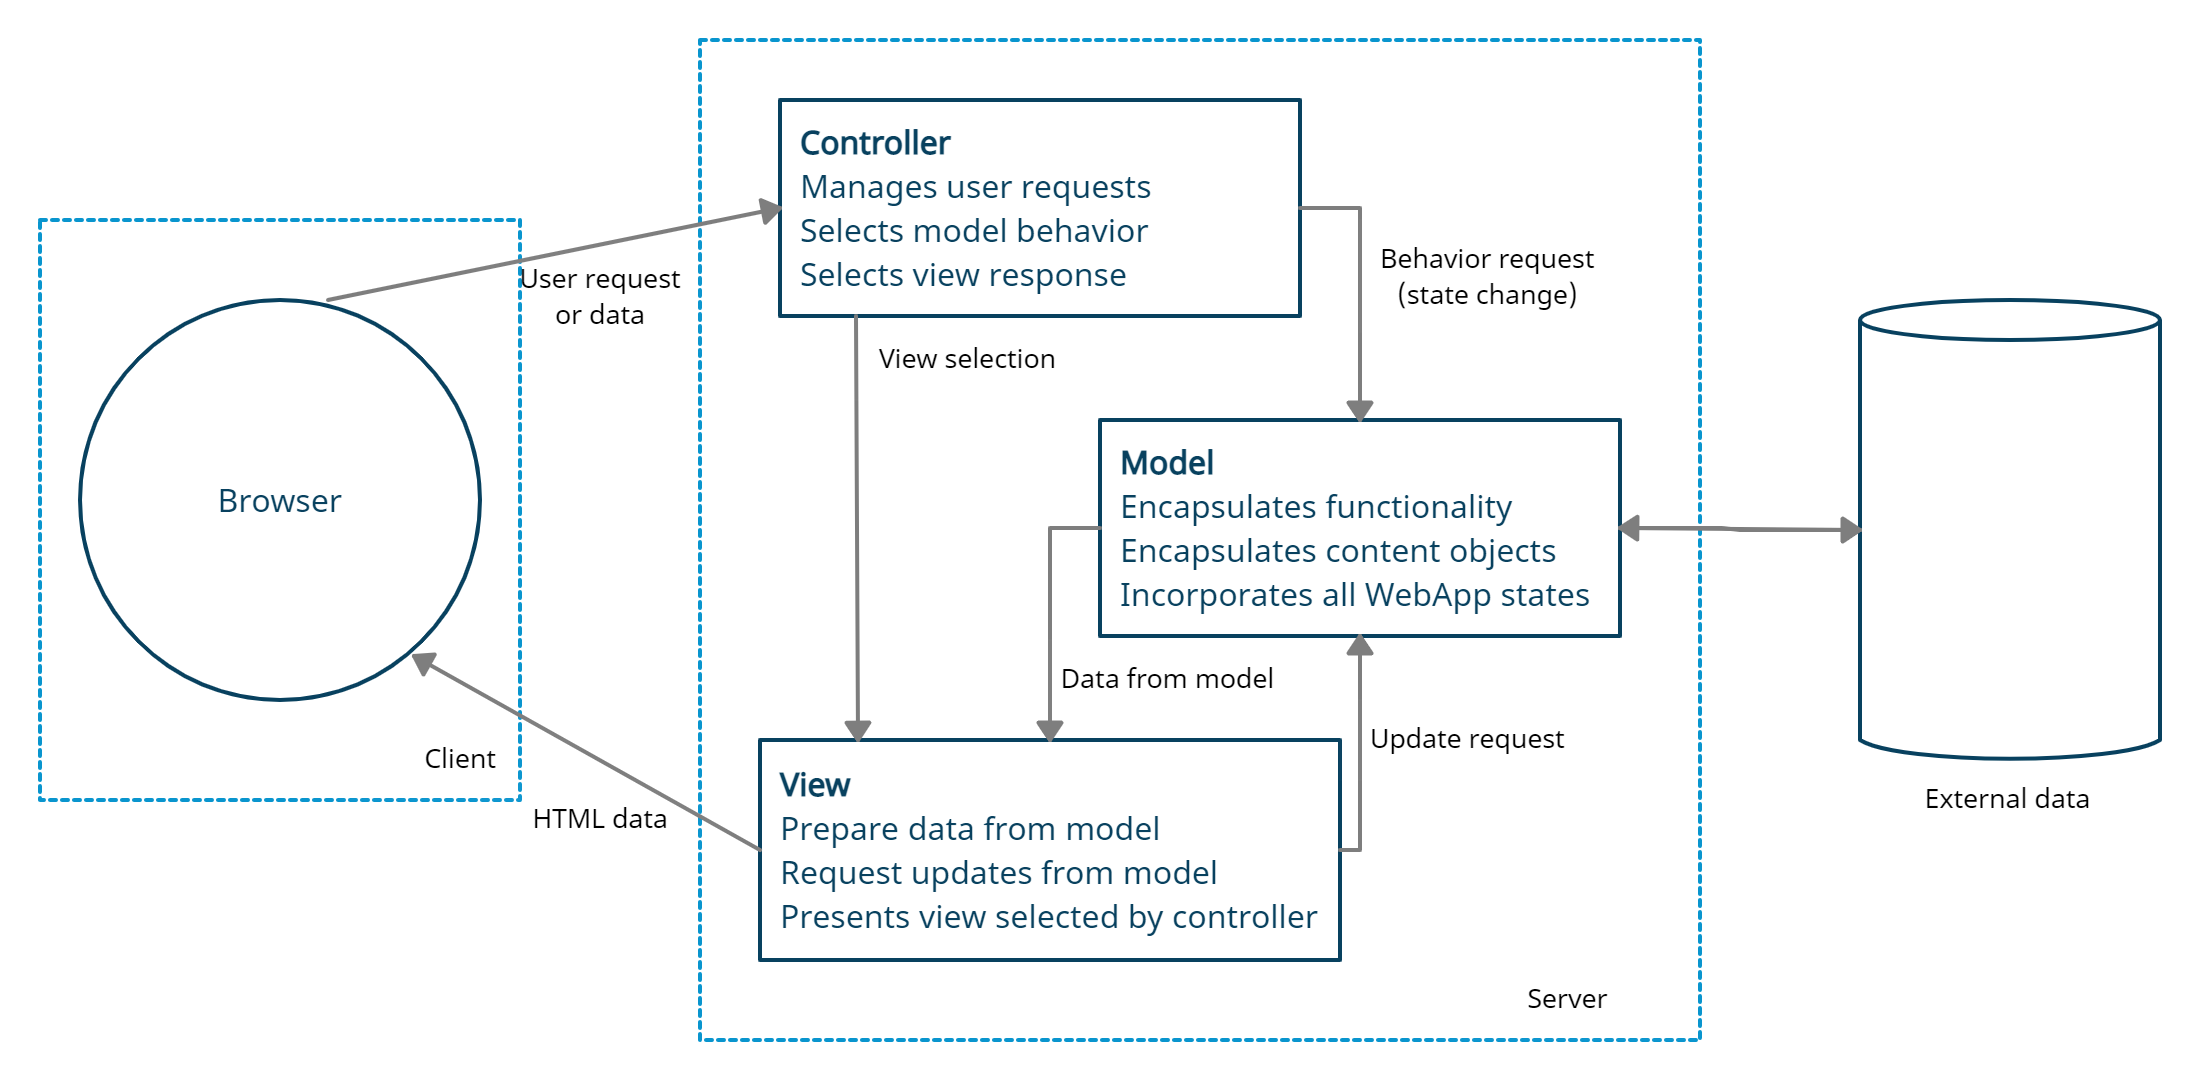 Controller
Manages user requests
Selects model behavior
Selects view response
User request
or data
Behavior request
(state change)
View selection
Browser
Model
Encapsulates functionality
Encapsulates content objects
Incorporates all WebApp states
Data from model
Update request
Client
HTML data
View
Prepare data from model
Request updates from model
Presents view selected by controller
External data
Server